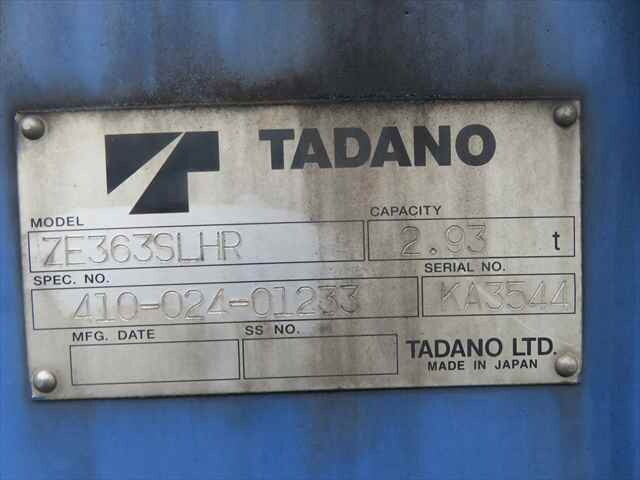 TADANO
MODEL
ZE363SLHR
CAPACITY
2.93 t
SPEC. NO.
410-024-01233
SERIAL NO.
KA3544
MFG. DATE
SS NO.
TADANO LTD.
MADE IN JAPAN